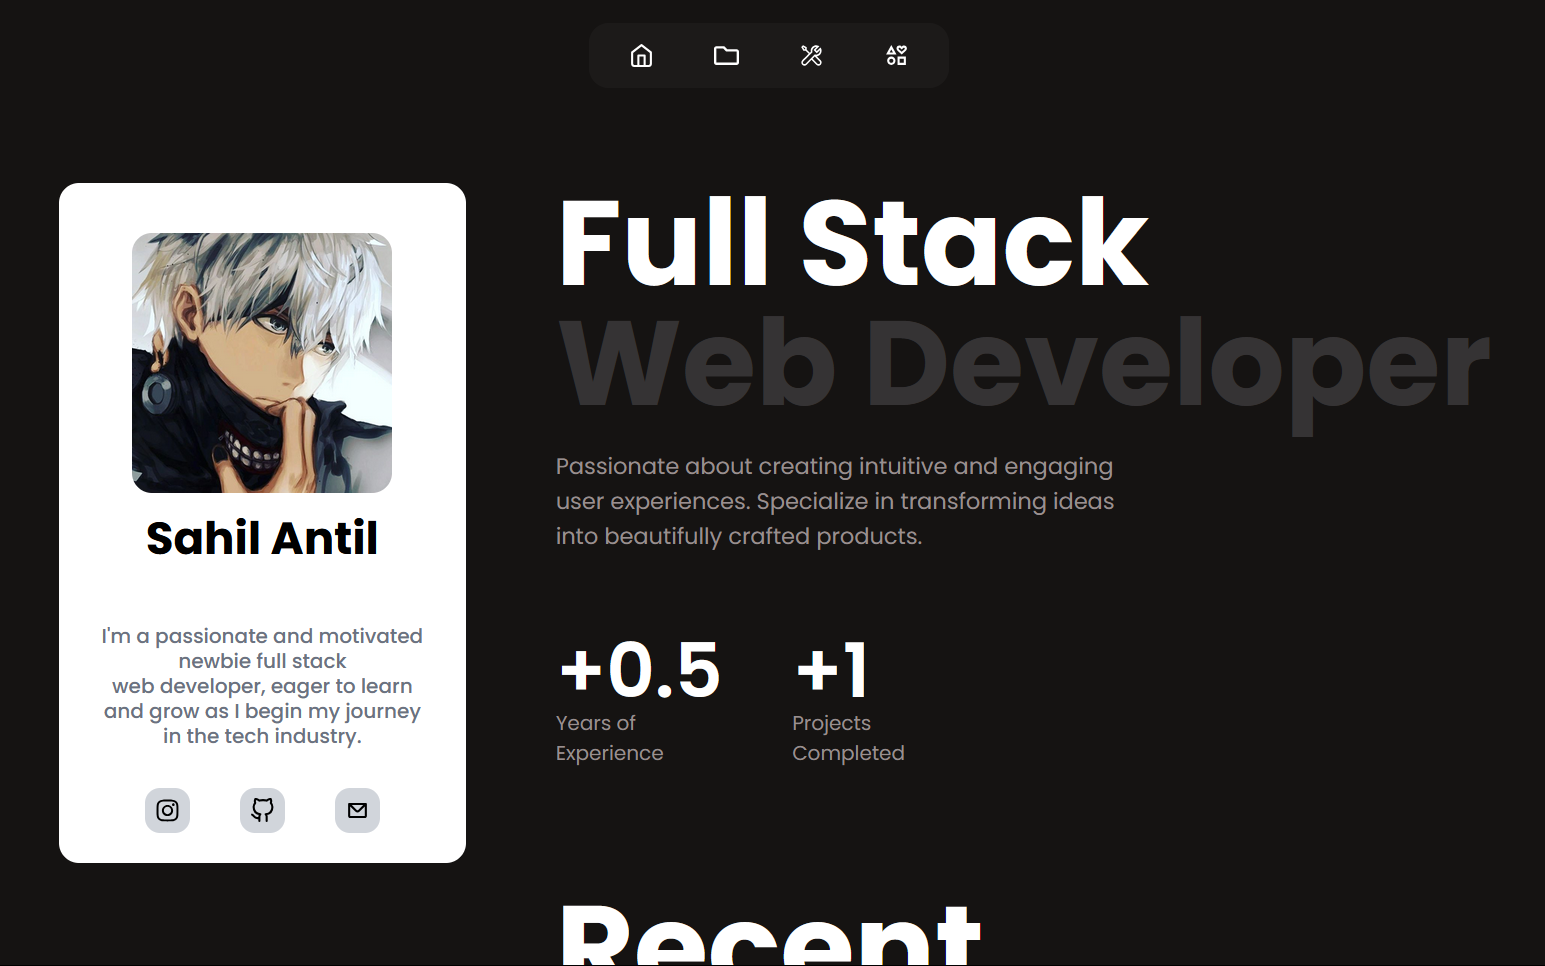 Sahil Antil
I'm a passionate and motivated
newbie full stack
web developer, eager to learn
and grow as I begin my journey
in the tech industry.
Full Stack
Web Developer
Passionate about creating intuitive and engaging
user experiences. Specialize in transforming ideas
into beautifully crafted products.
+0.5
Years of
Experience
+1
Projects
Completed
Recent